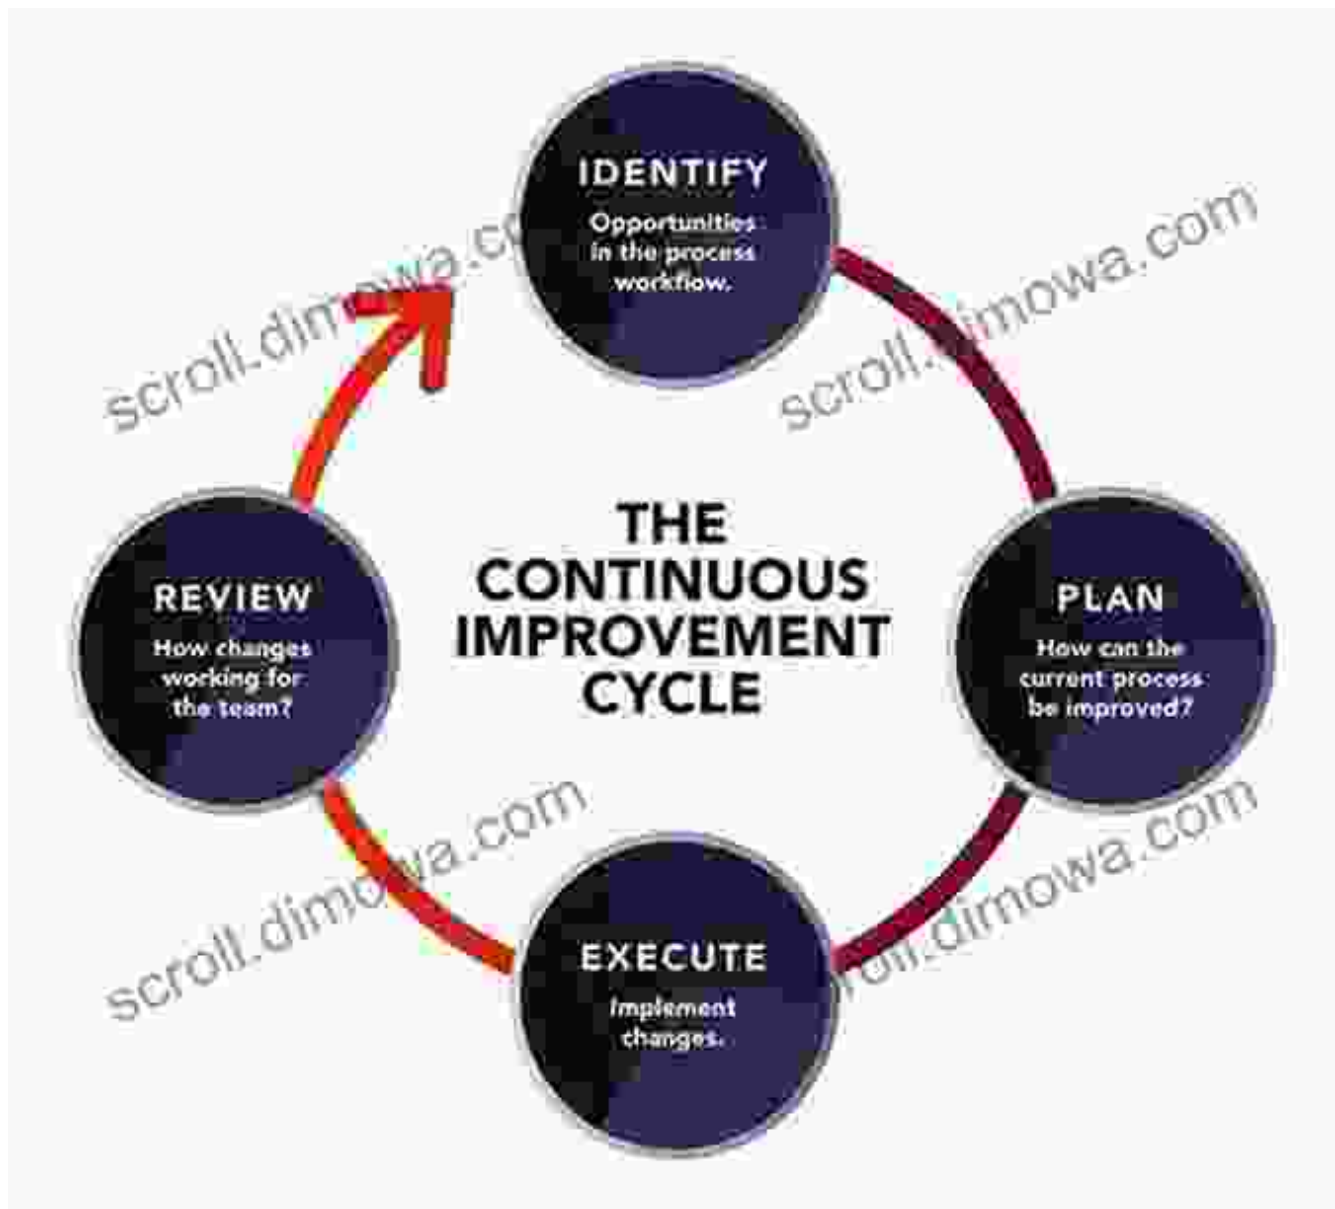 IDENTIFY
Opportunities
in the process
workflow.
scroll.dimowa.co
scroll.dimowa.com
THE
CONTINUOUS
IMPROVEMENT
CYCLE
REVIEW
How changes
working for
the team?
PLAN
How can the
current process
be improved?
scroll.dimowa.com
oll.dimowa.com
EXECUTE
Implement
changes.